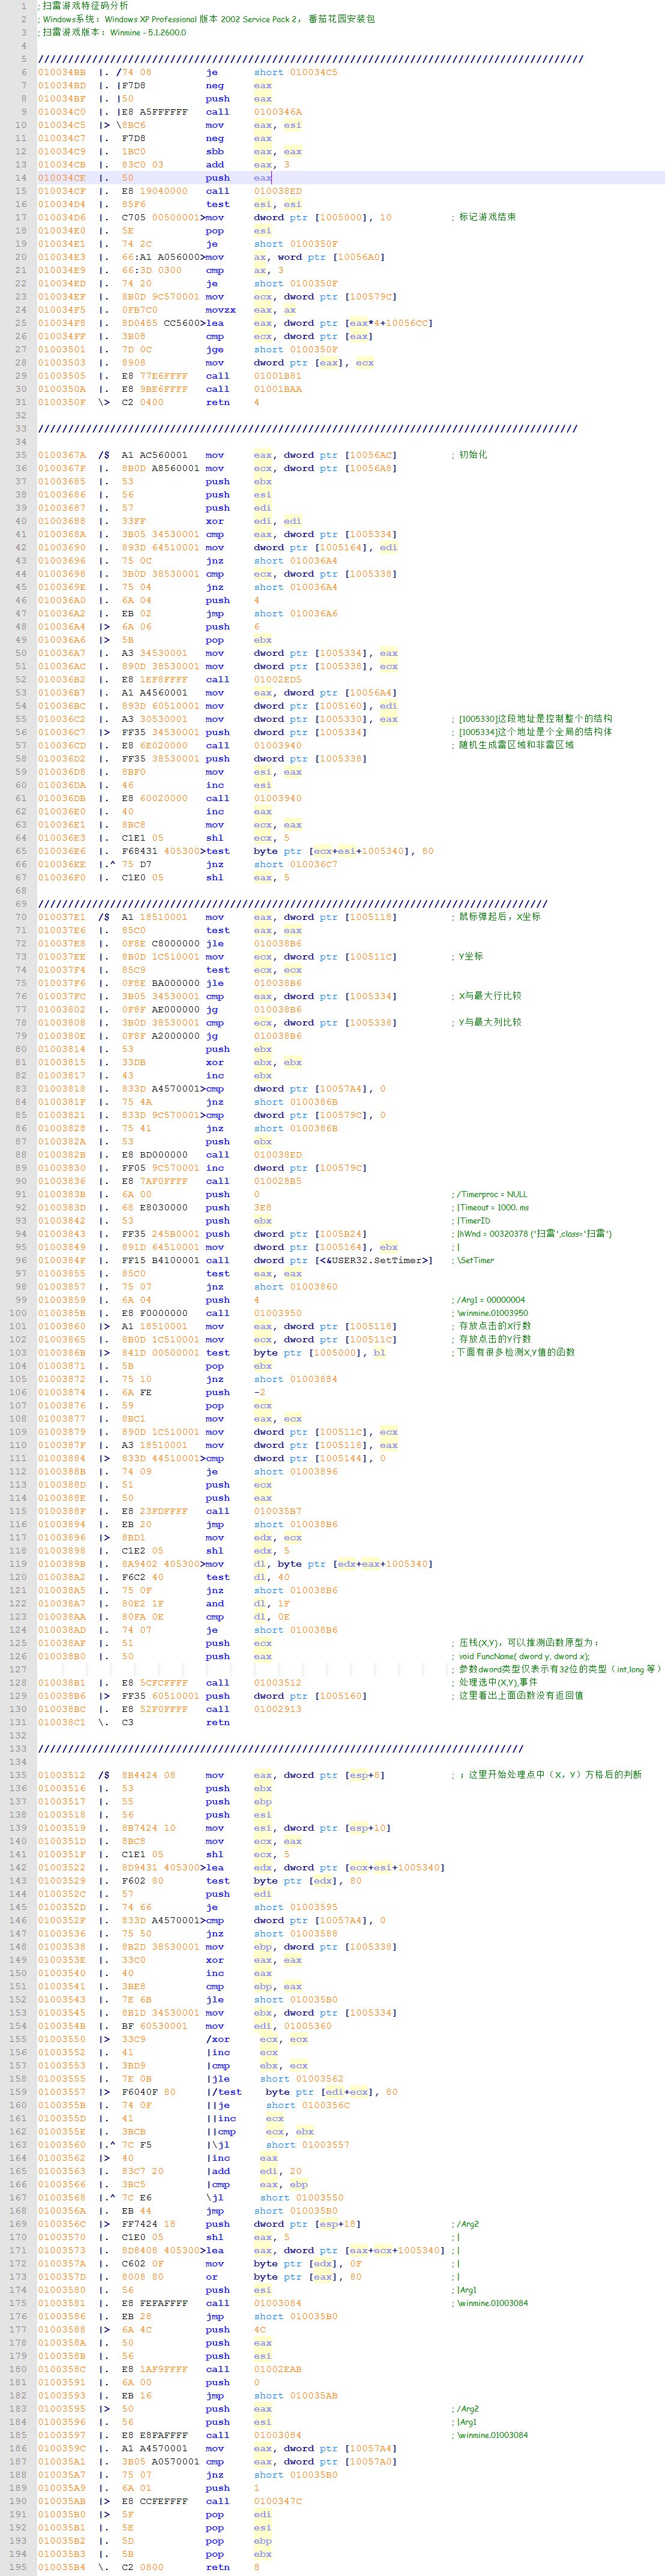 1 ; 扫雷游戏特征码分析
2 ; Windows系统：Windows XP Professional 版本 2002 Service Pack 2， 番茄花园安装包
3 ; 扫雷游戏版本：Winmine - 5.1.2600.0
4
5 ///////////////////////////////////////////////////////////////////////////////////////////
6 010034BB |. /74 08 je short 010034C5
7 010034BD |. |F7D8 neg eax
8 010034BF |. |50 push eax
9 010034C0 |. |E8 A5FFFFFF call 0100346A
10 010034C5 |> \8BC6 mov eax, esi
11 010034C7 |. F7D8 neg eax
12 010034C9 |. 1BC0 sbb eax, eax
13 010034CB |. 83C0 03 add eax, 3
14 010034CE |. 50 push eax
15 010034CF |. E8 19040000 call 010038ED
16 010034D4 |. 85F6 test esi, esi
17 010034D6 |. C705 00500001>mov dword ptr [1005000], 10 ; 标记游戏结束
18 010034E0 |. 5E pop esi
19 010034E1 |. 74 2C je short 0100350F
20 010034E3 |. 66:A1 A056000>mov ax, word ptr [10056A0]
21 010034E9 |. 66:3D 0300 cmp ax, 3
22 010034ED |. 74 20 je short 0100350F
23 010034EF |. 8B0D 9C570001 mov ecx, dword ptr [100579C]
24 010034F5 |. 0FB7C0 movzx eax, ax
25 010034F8 |. 8D0485 CC5600>lea eax, dword ptr [eax*4+10056CC]
26 010034FF |. 3B08 cmp ecx, dword ptr [eax]
27 01003501 |. 7D 0C jge short 0100350F
28 01003503 |. 8908 mov dword ptr [eax], ecx
29 01003505 |. E8 77E6FFFF call 01001B81
30 0100350A |. E8 9BE6FFFF call 01001BAA
31 0100350F \> C2 0400 retn 4
32
33 //////////////////////////////////////////////////////////////////////////////////////////
34
35 0100367A /$ A1 AC560001 mov eax, dword ptr [10056AC] ; 初始化
36 0100367F |. 8B0D A8560001 mov ecx, dword ptr [10056A8]
37 01003685 |. 53 push ebx
38 01003686 |. 56 push esi
39 01003687 |. 57 push edi
40 01003688 |. 33FF xor edi, edi
41 0100368A |. 3B05 34530001 cmp eax, dword ptr [1005334]
42 01003690 |. 893D 64510001 mov dword ptr [1005164], edi
43 01003696 |. 75 0C jnz short 010036A4
44 01003698 |. 3B0D 38530001 cmp ecx, dword ptr [1005338]
45 0100369E |. 75 04 jnz short 010036A4
46 010036A0 |. 6A 04 push 4
47 010036A2 |. EB 02 jmp short 010036A6
48 010036A4 |> 6A 06 push 6
49 010036A6 |> 5B pop ebx
50 010036A7 |. A3 34530001 mov dword ptr [1005334], eax
51 010036AC |. 890D 38530001 mov dword ptr [1005338], ecx
52 010036B2 |. E8 1EF8FFFF call 01002ED5
53 010036B7 |. A1 A4560001 mov eax, dword ptr [10056A4]
54 010036BC |. 893D 60510001 mov dword ptr [1005160], edi
55 010036C2 |. A3 30530001 mov dword ptr [1005330], eax ; [1005330]这段地址是控制整个的结构
56 010036C7 |> FF35 34530001 push dword ptr [1005334] ; [1005334]这个地址是个全局的结构体
57 010036CD |. E8 6E020000 call 01003940 ; 随机生成雷区域和非雷区域
58 010036D2 |. FF35 38530001 push dword ptr [1005338]
59 010036D8 |. 8BF0 mov esi, eax
60 010036DA |. 46 inc esi
61 010036DB |. E8 60020000 call 01003940
62 010036E0 |. 40 inc eax
63 010036E1 |. 8BC8 mov ecx, eax
64 010036E3 |. C1E1 05 shl ecx, 5
65 010036E6 |. F68431 405300>test byte ptr [ecx+esi+1005340], 80
66 010036EE |.^ 75 D7 jnz short 010036C7
67 010036F0 |. C1E0 05 shl eax, 5
68
69 /////////////////////////////////////////////////////////////////////////////////////
70 010037E1 /$ A1 18510001 mov eax, dword ptr [1005118] ; 鼠标弹起后，X坐标
71 010037E6 |. 85C0 test eax, eax
72 010037E8 |. 0F8E C8000000 jle 010038B6
73 010037EE |. 8B0D 1C510001 mov ecx, dword ptr [100511C] ; Y坐标
74 010037F4 |. 85C9 test ecx, ecx
75 010037F6 |. 0F8E BA000000 jle 010038B6
76 010037FC |. 3B05 34530001 cmp eax, dword ptr [1005334] ; X与最大行比较
77 01003802 |. 0F8F AE000000 jg 010038B6
78 01003808 |. 3B0D 38530001 cmp ecx, dword ptr [1005338] ; Y与最大列比较
79 0100380E |. 0F8F A2000000 jg 010038B6
80 01003814 |. 53 push ebx
81 01003815 |. 33DB xor ebx, ebx
82 01003817 |. 43 inc ebx
83 01003818 |. 833D A4570001>cmp dword ptr [10057A4], 0
84 0100381F |. 75 4A jnz short 0100386B
85 01003821 |. 833D 9C570001>cmp dword ptr [100579C], 0
86 01003828 |. 75 41 jnz short 0100386B
87 0100382A |. 53 push ebx
88 0100382B |. E8 BD000000 call 010038ED
89 01003830 |. FF05 9C570001 inc dword ptr [100579C]
90 01003836 |. E8 7AF0FFFF call 010028B5
91 0100383B |. 6A 00 push 0 ; /Timerproc = NULL
92 0100383D |. 68 E8030000 push 3E8 ; |Timeout = 1000. ms
93 01003842 |. 53 push ebx ; |TimerID
94 01003843 |. FF35 245B0001 push dword ptr [1005B24] ; |hWnd = 00320378 ('扫雷',class='扫雷')
95 01003849 |. 891D 64510001 mov dword ptr [1005164], ebx ; |
96 0100384F |. FF15 B4100001 call dword ptr [<&USER32.SetTimer>] ; \SetTimer
97 01003855 |. 85C0 test eax, eax
98 01003857 |. 75 07 jnz short 01003860
99 01003859 |. 6A 04 push 4 ; /Arg1 = 00000004
100 0100385B |. E8 F0000000 call 01003950 ; \winmine.01003950
101 01003860 |> A1 18510001 mov eax, dword ptr [1005118] ; 存放点击的X行数
102 01003865 |. 8B0D 1C510001 mov ecx, dword ptr [100511C] ; 存放点击的Y行数
103 0100386B |> 841D 00500001 test byte ptr [1005000], bl ; 下面有很多检测X,Y值的函数
104 01003871 |. 5B pop ebx
105 01003872 |. 75 10 jnz short 01003884
106 01003874 |. 6A FE push -2
107 01003876 |. 59 pop ecx
108 01003877 |. 8BC1 mov eax, ecx
109 01003879 |. 890D 1C510001 mov dword ptr [100511C], ecx
110 0100387F |. A3 18510001 mov dword ptr [1005118], eax
111 01003884 |> 833D 44510001>cmp dword ptr [1005144], 0
112 0100388B |. 74 09 je short 01003896
113 0100388D |. 51 push ecx
114 0100388E |. 50 push eax
115 0100388F |. E8 23FDFFFF call 010035B7
116 01003894 |. EB 20 jmp short 010038B6
117 01003896 |> 8BD1 mov edx, ecx
118 01003898 |. C1E2 05 shl edx, 5
119 0100389B |. 8A9402 405300>mov dl, byte ptr [edx+eax+1005340]
120 010038A2 |. F6C2 40 test dl, 40
121 010038A5 |. 75 0F jnz short 010038B6
122 010038A7 |. 80E2 1F and dl, 1F
123 010038AA |. 80FA 0E cmp dl, 0E
124 010038AD |. 74 07 je short 010038B6
125 010038AF |. 51 push ecx ; 压栈(X,Y)，可以推测函数原型为：
126 010038B0 |. 50 push eax ; void FuncName( dword y, dword x);
127 ; 参数dword类型仅表示有32位的类型（int,long 等）
128 010038B1 |. E8 5CFCFFFF call 01003512 ; 处理选中(X,Y),事件
129 010038B6 |> FF35 60510001 push dword ptr [1005160] ; 这里看出上面函数没有返回值
130 010038BC |. E8 52F0FFFF call 01002913
131 010038C1 \. C3 retn
132
133 /////////////////////////////////////////////////////////////////////////////////
134
135 01003512 /$ 8B4424 08 mov eax, dword ptr [esp+8] ; ；这里开始处理点中（X，Y）方格后的判断
136 01003516 |. 53 push ebx
137 01003517 |. 55 push ebp
138 01003518 |. 56 push esi
139 01003519 |. 8B7424 10 mov esi, dword ptr [esp+10]
140 0100351D |. 8BC8 mov ecx, eax
141 0100351F |. C1E1 05 shl ecx, 5
142 01003522 |. 8D9431 405300>lea edx, dword ptr [ecx+esi+1005340]
143 01003529 |. F602 80 test byte ptr [edx], 80
144 0100352C |. 57 push edi
145 0100352D |. 74 66 je short 01003595
146 0100352F |. 833D A4570001>cmp dword ptr [10057A4], 0
147 01003536 |. 75 50 jnz short 01003588
148 01003538 |. 8B2D 38530001 mov ebp, dword ptr [1005338]
149 0100353E |. 33C0 xor eax, eax
150 01003540 |. 40 inc eax
151 01003541 |. 3BE8 cmp ebp, eax
152 01003543 |. 7E 6B jle short 010035B0
153 01003545 |. 8B1D 34530001 mov ebx, dword ptr [1005334]
154 0100354B |. BF 60530001 mov edi, 01005360
155 01003550 |> 33C9 /xor ecx, ecx
156 01003552 |. 41 |inc ecx
157 01003553 |. 3BD9 |cmp ebx, ecx
158 01003555 |. 7E 0B |jle short 01003562
159 01003557 |> F6040F 80 |/test byte ptr [edi+ecx], 80
160 0100355B |. 74 0F ||je short 0100356C
161 0100355D |. 41 ||inc ecx
162 0100355E |. 3BCB ||cmp ecx, ebx
163 01003560 |.^ 7C F5 |\jl short 01003557
164 01003562 |> 40 |inc eax
165 01003563 |. 83C7 20 |add edi, 20
166 01003566 |. 3BC5 |cmp eax, ebp
167 01003568 |.^ 7C E6 \jl short 01003550
168 0100356A |. EB 44 jmp short 010035B0
169 0100356C |> FF7424 18 push dword ptr [esp+18] ; /Arg2
170 01003570 |. C1E0 05 shl eax, 5 ; |
171 01003573 |. 8D8408 405300>lea eax, dword ptr [eax+ecx+1005340] ; |
172 0100357A |. C602 0F mov byte ptr [edx], 0F ; |
173 0100357D |. 8008 80 or byte ptr [eax], 80 ; |
174 01003580 |. 56 push esi ; |Arg1
175 01003581 |. E8 FEFAFFFF call 01003084 ; \winmine.01003084
176 01003586 |. EB 28 jmp short 010035B0
177 01003588 |> 6A 4C push 4C
178 0100358A |. 50 push eax
179 0100358B |. 56 push esi
180 0100358C |. E8 1AF9FFFF call 01002EAB
181 01003591 |. 6A 00 push 0
182 01003593 |. EB 16 jmp short 010035AB
183 01003595 |> 50 push eax ; /Arg2
184 01003596 |. 56 push esi ; |Arg1
185 01003597 |. E8 E8FAFFFF call 01003084 ; \winmine.01003084
186 0100359C |. A1 A4570001 mov eax, dword ptr [10057A4]
187 010035A1 |. 3B05 A0570001 cmp eax, dword ptr [10057A0]
188 010035A7 |. 75 07 jnz short 010035B0
189 010035A9 |. 6A 01 push 1
190 010035AB |> E8 CCFEFFFF call 0100347C
191 010035B0 |> 5F pop edi
192 010035B1 |. 5E pop esi
193 010035B2 |. 5D pop ebp
194 010035B3 |. 5B pop ebx
195 010035B4 \. C2 0800 retn 8